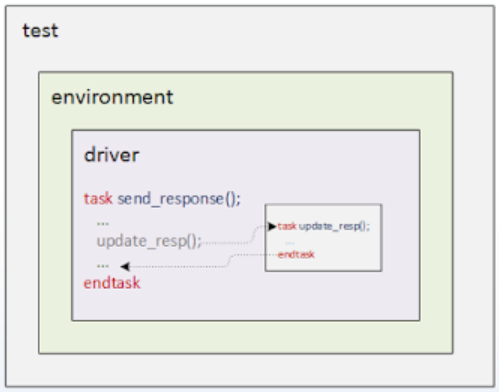 test
environment
driver
task send_response();
...
update_resp();
...
endtask
task update_resp();
...
endtask